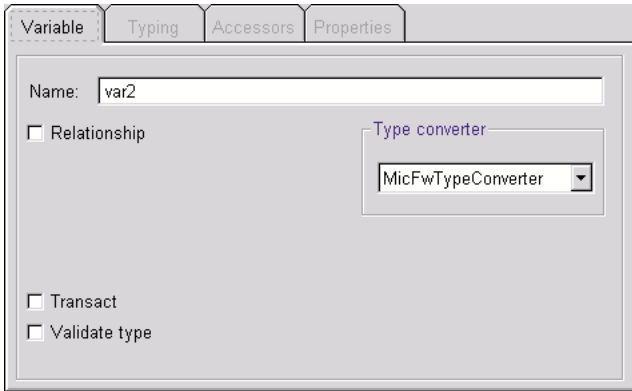 Variable Typing Accessors Properties
Name: var2
Relationship
Type converter
MicFwTypeConverter
Transact
Validate type